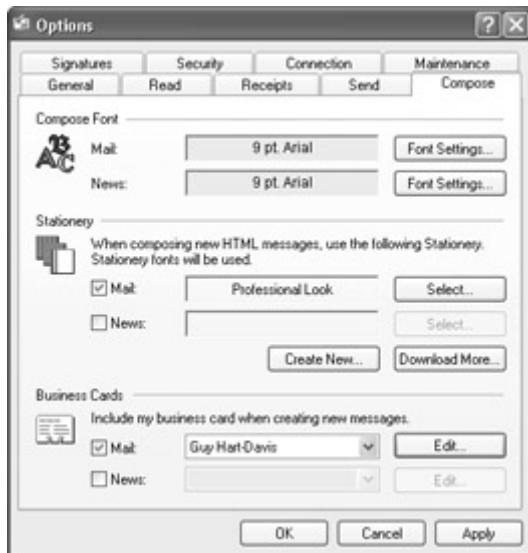 Options
Signatures Security Connection Maintenance
General Read Receipts Send Compose
Compose Font
Mail: 9 pt. Arial Font Settings...
News: 9 pt. Arial Font Settings...
Stationery
When composing new HTML messages, use the following Stationery.
Stationery fonts will be used.
Mail: Professional Look Select...
News: Select...
Create New... Download More...
Business Cards
Include my business card when creating new messages.
Mail: Guy Hart-Davis Edit...
News: Edit...
OK Cancel Apply